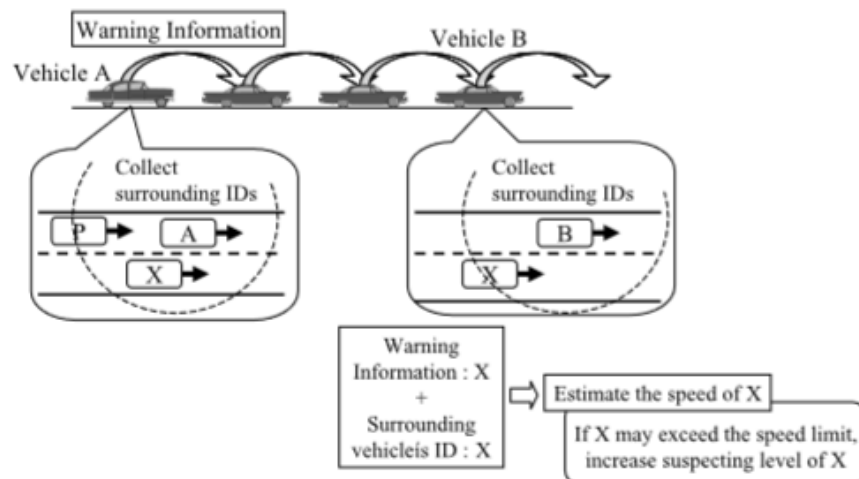 Warning Information
Vehicle B
Vehicle A
Collect
surrounding IDs
P
A
X
Collect
surrounding IDs
B
X
Warning
Information : X
+
Surrounding
vehicleís ID : X
Estimate the speed of X
If X may exceed the speed limit,
increase suspecting level of X